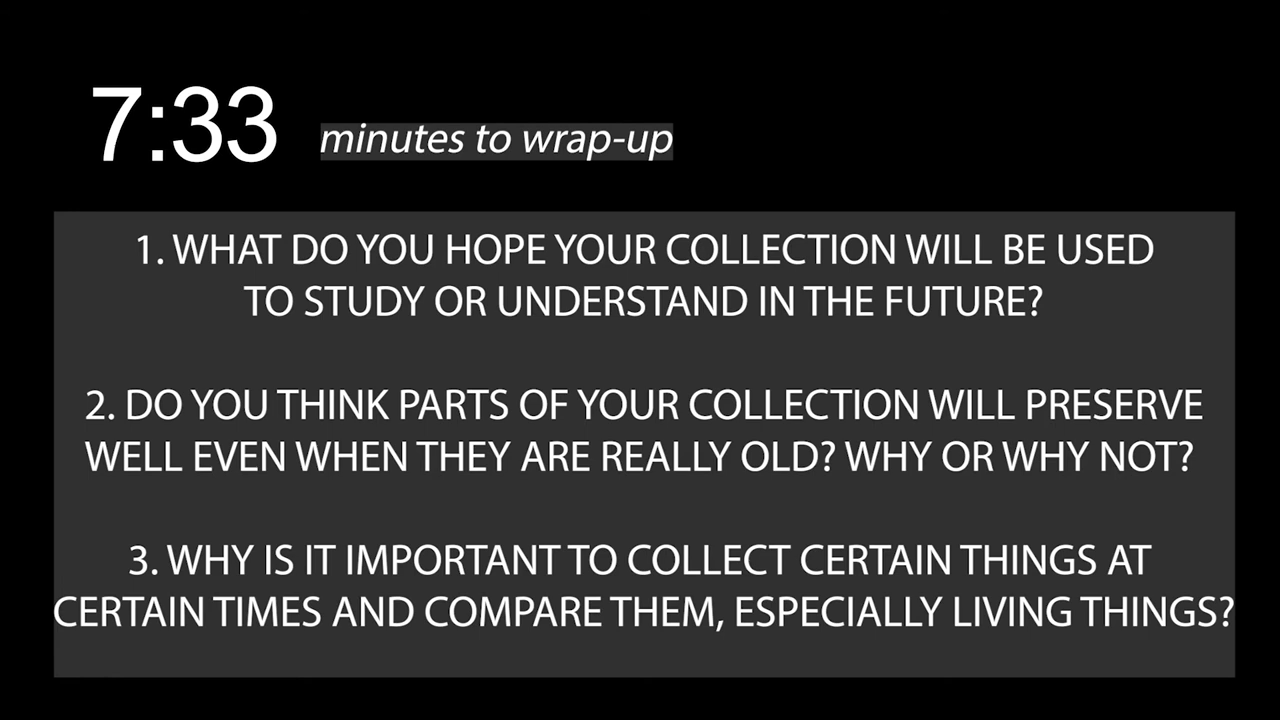 7:33
minutes to wrap-up
1. WHAT DO YOU HOPE YOUR COLLECTION WILL BE USED
TO STUDY OR UNDERSTAND IN THE FUTURE?
2. DO YOU THINK PARTS OF YOUR COLLECTION WILL PRESERVE
WELL EVEN WHEN THEY ARE REALLY OLD? WHY OR WHY NOT?
3. WHY IS IT IMPORTANT TO COLLECT CERTAIN THINGS AT
CERTAIN TIMES AND COMPARE THEM, ESPECIALLY LIVING THINGS?